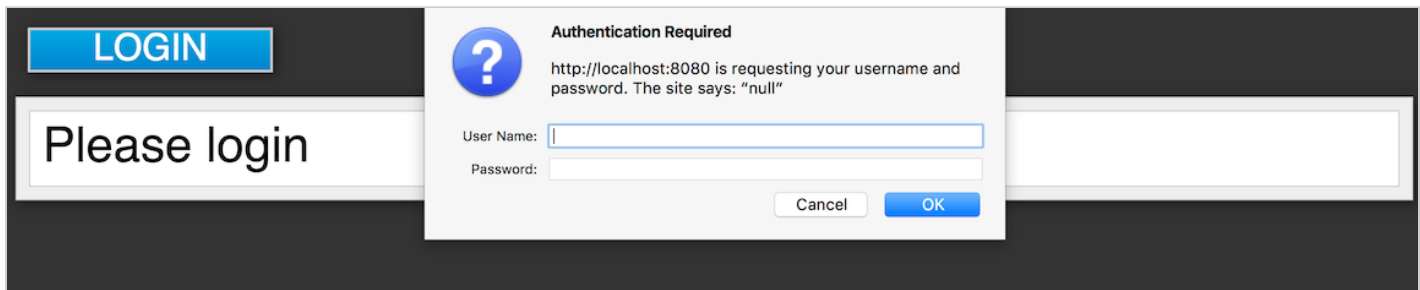 LOGIN
Please login
Authentication Required
http://localhost:8080 is requesting your username and
password. The site says: “null”
User Name:
Password:
Cancel
OK